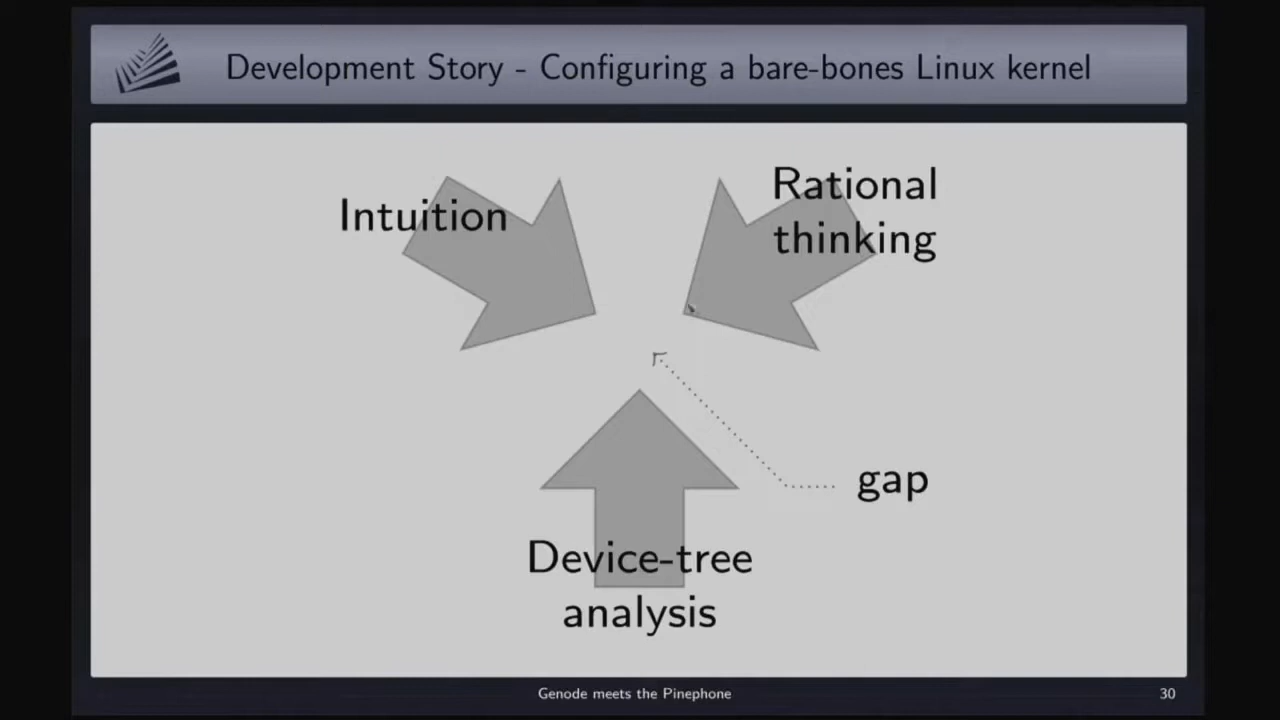 Development Story - Configuring a bare-bones Linux kernel
Intuition
Rational
thinking
gap
Device-tree
analysis
Genode meets the Pinephone
30